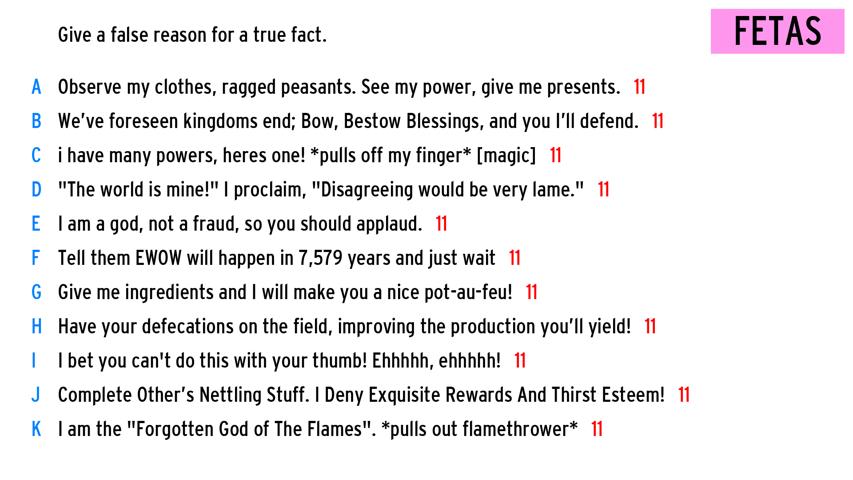 Give a false reason for a true fact.
FETAS
A Observe my clothes, ragged peasants. See my power, give me presents. 11
B We've foreseen kingdoms end; Bow, Bestow Blessings, and you I'll defend. 11
C i have many powers, heres one! *pulls off my finger* [magic] 11
D "The world is mine!" I proclaim, "Disagreeing would be very lame." 11
E I am a god, not a fraud, so you should applaud. 11
F Tell them EWOW will happen in 7,579 years and just wait 11
G Give me ingredients and I will make you a nice pot-au-feu! 11
H Have your defecations on the field, improving the production you'll yield! 11
I I bet you can't do this with your thumb! Ehhhhh, ehhhhh! 11
J Complete Other's Nettling Stuff. I Deny Exquisite Rewards And Thirst Esteem! 11
K I am the "Forgotten God of The Flames". *pulls out flamethrower* 11